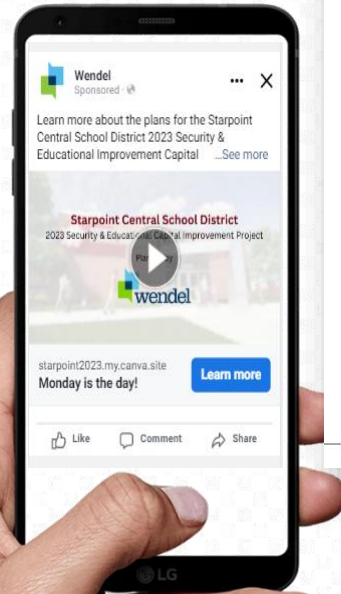 Wendel
Sponsored ·
Learn more about the plans for the Starpoint
Central School District 2023 Security &
Educational Improvement Capital ...See more
Starpoint Central School District
2023 Security & Educational Capital Improvement Project
wendel
starpoint2023.my.canva.site
Monday is the day!
Learn more
Like Comment Share
LG